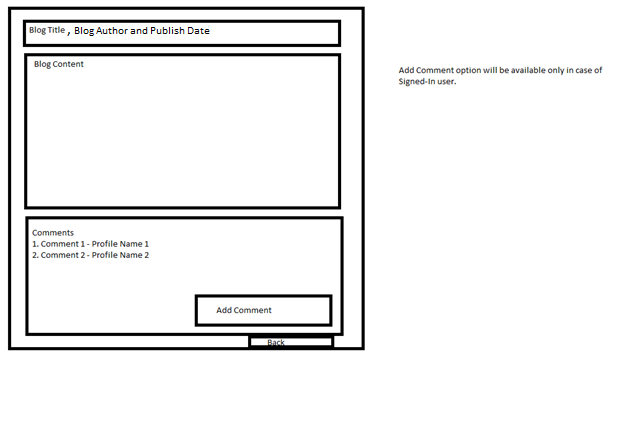 Blog Title , Blog Author and Publish Date
Blog Content
Add Comment option will be available only in case of
Signed-In user.
Comments
1. Comment 1 - Profile Name 1
2. Comment 2 - Profile Name 2
Add Comment
Back